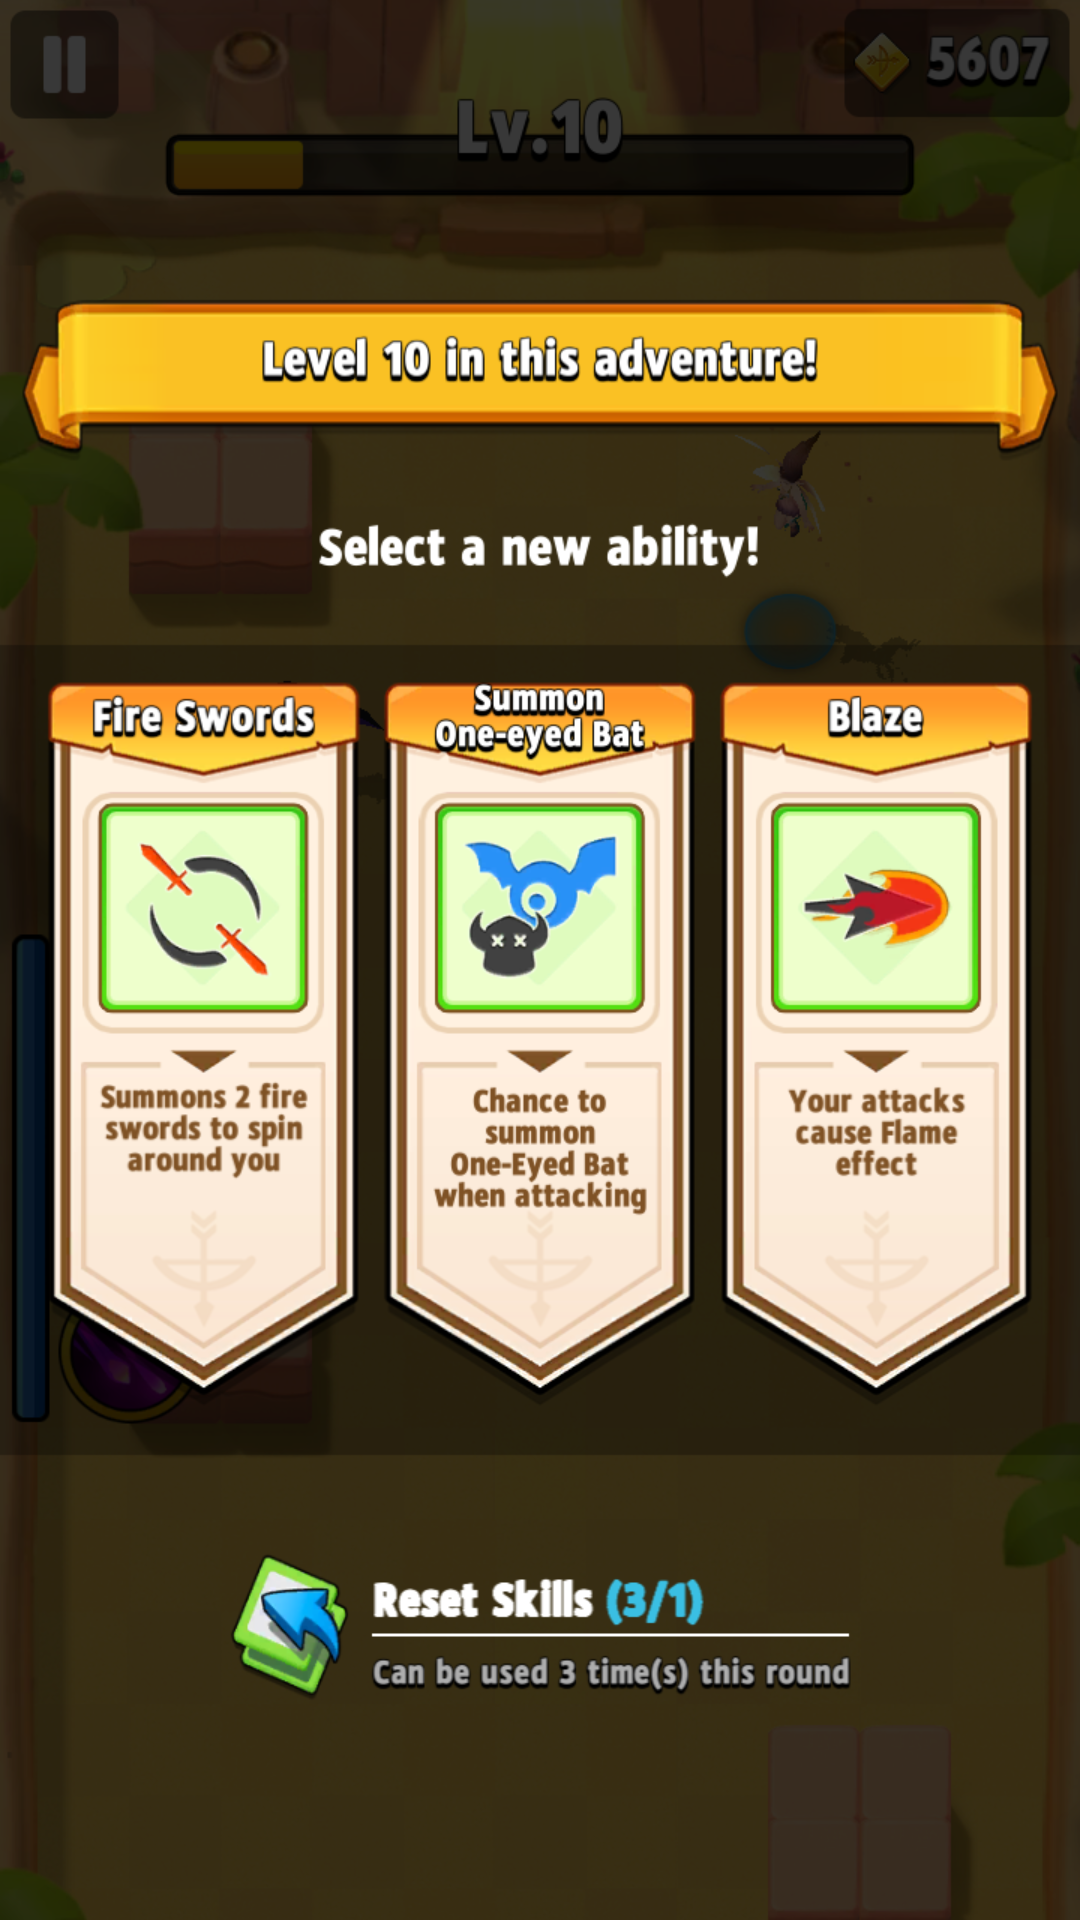 5607
Lv.10
Level 10 in this adventure!
Select a new ability!
Fire Swords
Summons 2 fire
swords to spin
around you
Summon
One-eyed Bat
Chance to
summon
One-Eyed Bat
when attacking
Blaze
Your attacks
cause Flame
effect
Reset Skills (3/1)
Can be used 3 time(s) this round